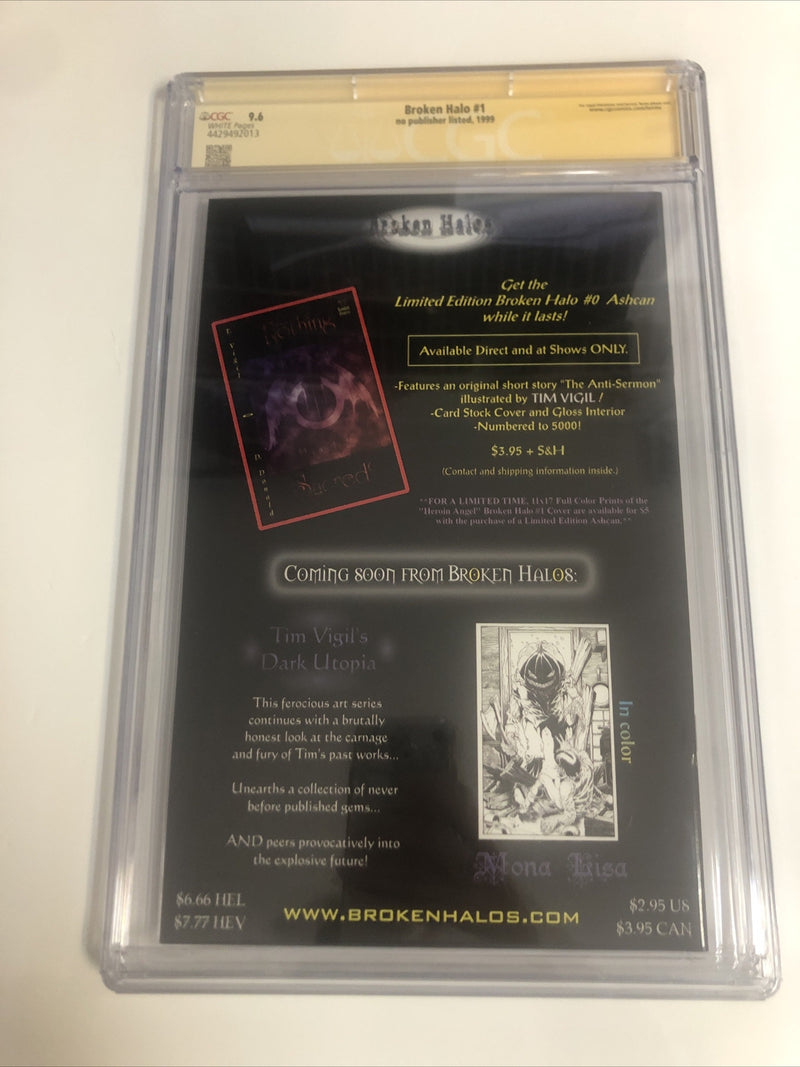 CGC 9.6
WHITE Pages
4429492013
Broken Halo #1
no publisher listed, 1999
CGC
Broken Halos
Get the
Limited Edition Broken Halo #0 Ashcan
while it lasts!
Available Direct and at Shows ONLY.
-Features an original short story "The Anti-Sermon"
illustrated by TIM VIGIL !
-Card Stock Cover and Gloss Interior
-Numbered to 5000!
$3.95 + S&H
(Contact and shipping information inside.)
**FOR A LIMITED TIME, 11x17 Full Color Prints of the
"Heroin Angel" Broken Halo #1 Cover are available for $5
with the purchase of a Limited Edition Ashcan.**
Nothing
T. Vigil
D. Donald
Sacred
Coming soon from Broken Halos:
Tim Vigil's
Dark Utopia
This ferocious art series
continues with a brutally
honest look at the carnage
and fury of Tim's past works...
Unearths a collection of never
before published gems...
AND peers provocatively into
the explosive future!
In color
Mona Lisa
$6.66 HEL
$7.77 HEV
WWW.BROKENHALOS.COM
$2.95 US
$3.95 CAN